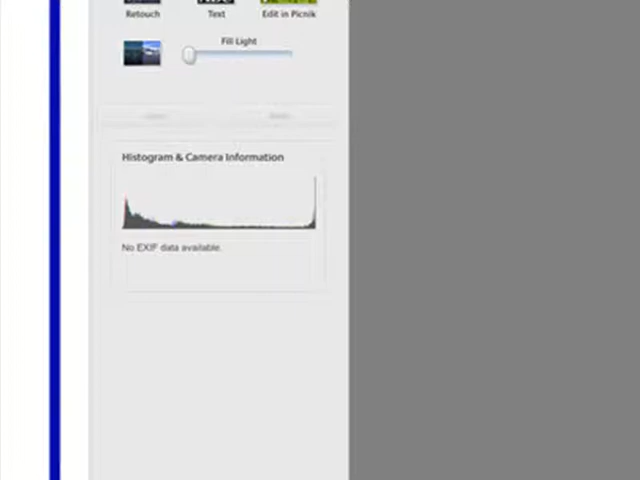 Retouch
Text
Edit in Picnik
Fill Light
Histogram & Camera Information
No EXIF data available.